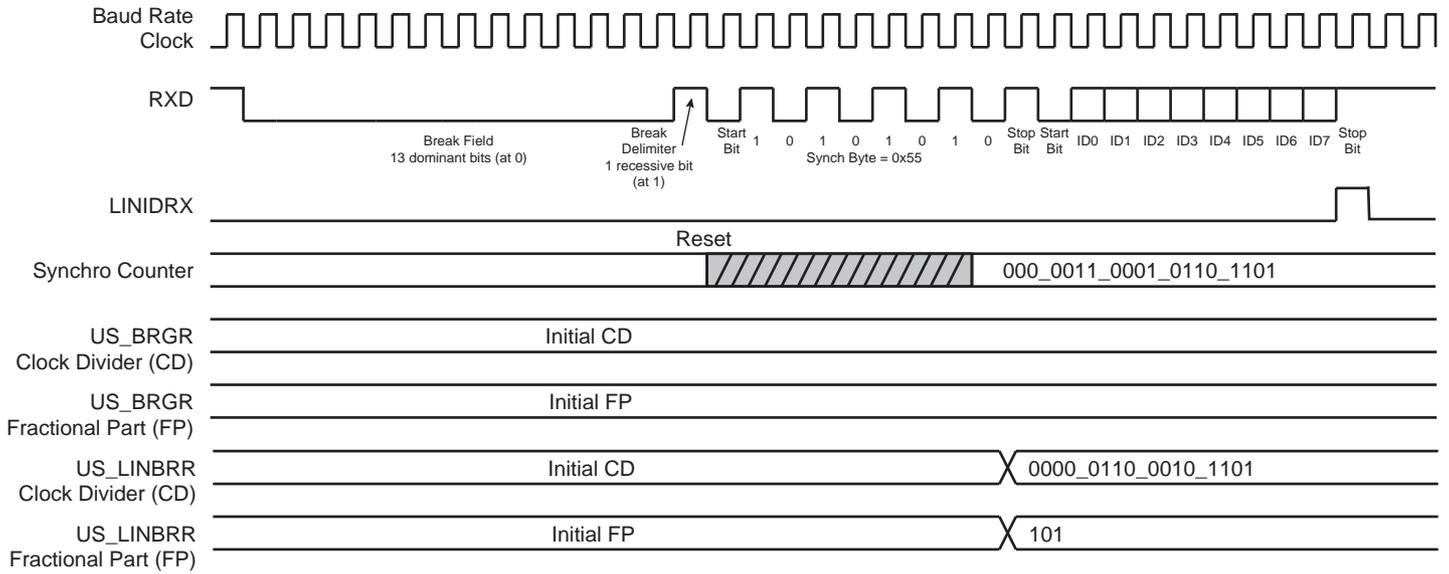 Baud Rate
Clock
RXD
Break Field
13 dominant bits (at 0)
Break
Delimiter
1 recessive bit
(at 1)
Start
Bit
1 0 1 0 1 0 1 0
Synch Byte = 0x55
Stop
Bit
Start
Bit
ID0 ID1 ID2 ID3 ID4 ID5 ID6 ID7
Stop
Bit
LINIDRX
Reset
Synchro Counter
000_0011_0001_0110_1101
US_BRGR
Clock Divider (CD)
Initial CD
US_BRGR
Fractional Part (FP)
Initial FP
US_LINBRR
Clock Divider (CD)
Initial CD
0000_0110_0010_1101
US_LINBRR
Fractional Part (FP)
Initial FP
101